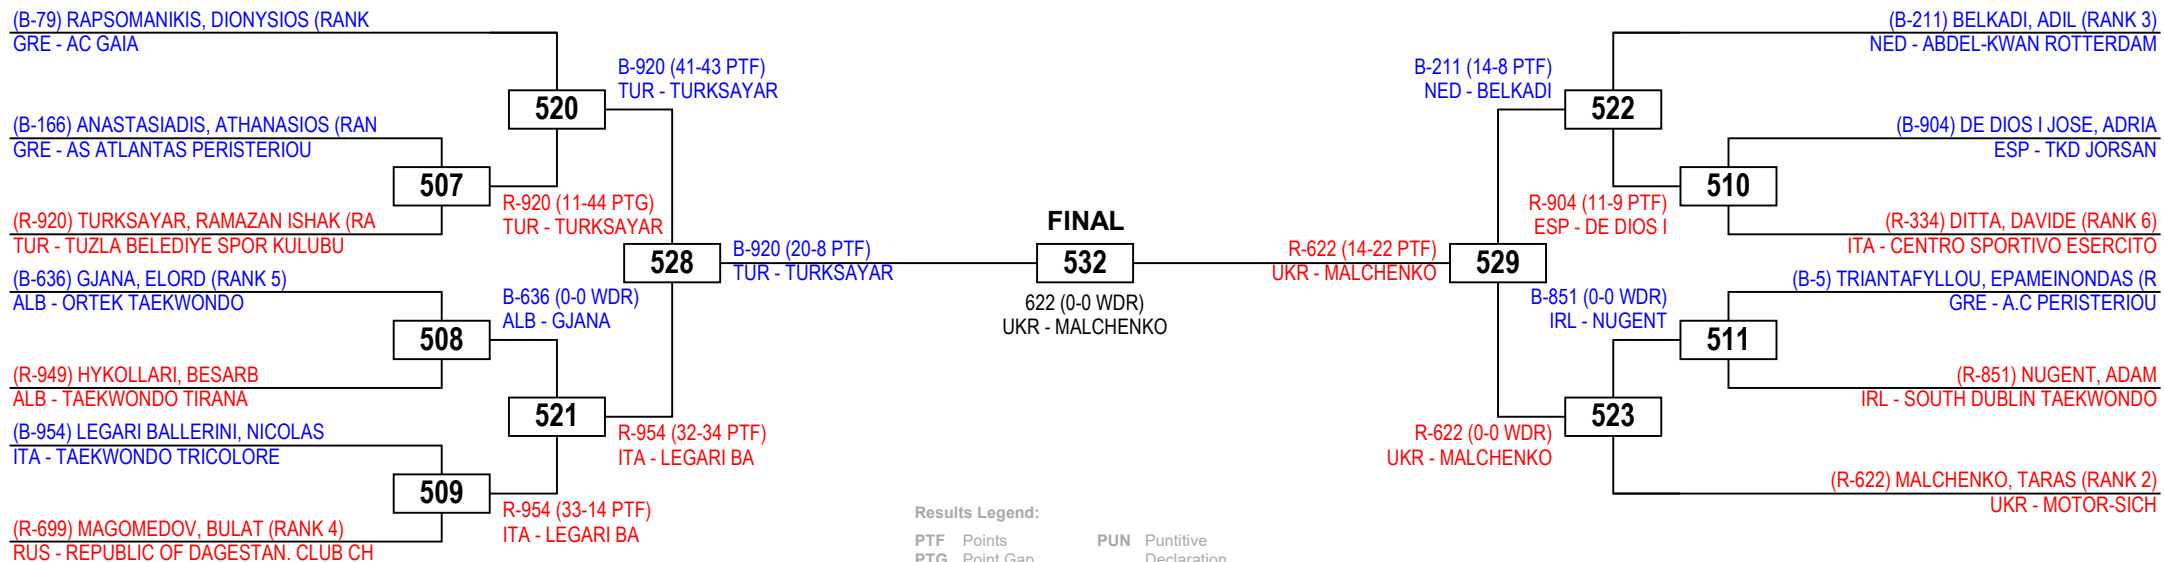 (B-79) RAPSOMANIKIS, DIONYSIOS (RANK
GRE - AC GAIA
(B-166) ANASTASIADIS, ATHANASIOS (RAN
GRE - AS ATLANTAS PERISTERIOU
(R-920) TURKSAYAR, RAMAZAN ISHAK (RA
TUR - TUZLA BELEDIYE SPOR KULUBU
(B-636) GJANA, ELORD (RANK 5)
ALB - ORTEK TAEKWONDO
(R-949) HYKOLLARI, BESARB
ALB - TAEKWONDO TIRANA
(B-954) LEGARI BALLERINI, NICOLAS
ITA - TAEKWONDO TRICOLORE
(R-699) MAGOMEDOV, BULAT (RANK 4)
RUS - REPUBLIC OF DAGESTAN. CLUB CH
507
508
509
R-920 (11-44 PTG)
TUR - TURKSAYAR
B-636 (0-0 WDR)
ALB - GJANA
R-954 (33-14 PTF)
ITA - LEGARI BA
520
521
B-920 (41-43 PTF)
TUR - TURKSAYAR
R-954 (32-34 PTF)
ITA - LEGARI BA
528
B-920 (20-8 PTF)
TUR - TURKSAYAR
FINAL
532
622 (0-0 WDR)
UKR - MALCHENKO
R-622 (14-22 PTF)
UKR - MALCHENKO
529
B-211 (14-8 PTF)
NED - BELKADI
R-622 (0-0 WDR)
UKR - MALCHENKO
522
523
R-904 (11-9 PTF)
ESP - DE DIOS I
B-851 (0-0 WDR)
IRL - NUGENT
510
511
(B-211) BELKADI, ADIL (RANK 3)
NED - ABDEL-KWAN ROTTERDAM
(B-904) DE DIOS I JOSE, ADRIA
ESP - TKD JORSAN
(R-334) DITTA, DAVIDE (RANK 6)
ITA - CENTRO SPORTIVO ESERCITO
(B-5) TRIANTAFYLLOU, EPAMEINONDAS (R
GRE - A.C PERISTERIOU
(R-851) NUGENT, ADAM
IRL - SOUTH DUBLIN TAEKWONDO
(R-622) MALCHENKO, TARAS (RANK 2)
UKR - MOTOR-SICH
Results Legend:
PTF Points
PTG Point Gap
PUN Puntitive
Declaration